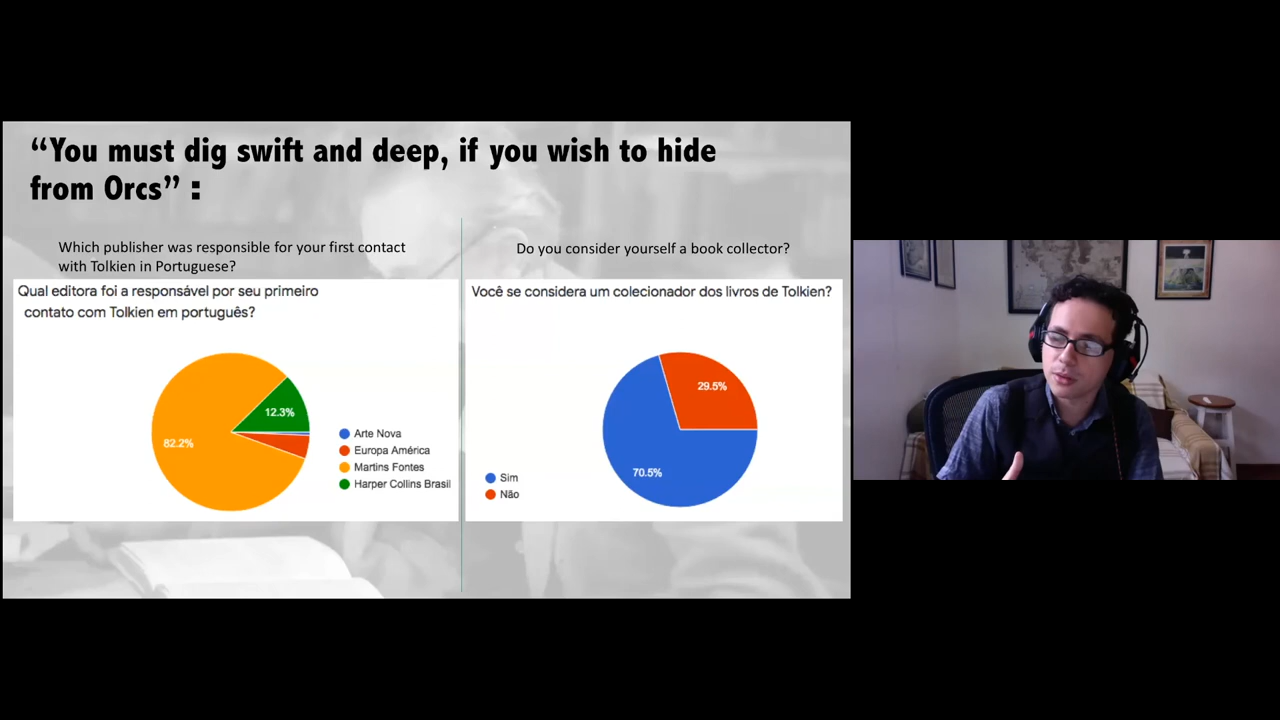 “You must dig swift and deep, if you wish to hide
from Orcs” :
Which publisher was responsible for your first contact
with Tolkien in Portuguese?
Qual editora foi a responsável por seu primeiro
contato com Tolkien em português?
82.2%
12.3%
Arte Nova
Europa América
Martins Fontes
Harper Collins Brasil
Do you consider yourself a book collector?
Você se considera um colecionador dos livros de Tolkien?
29.5%
70.5%
Sim
Não